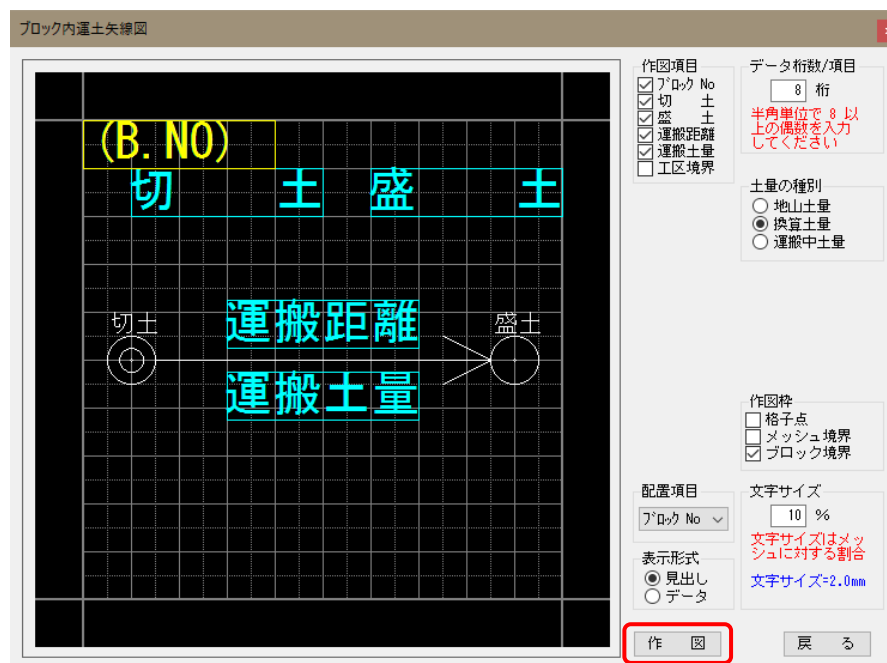 ブロック内運土矢線図
(B.NO)
切　　土 盛　　土
切土 運搬距離 盛土
運搬土量
作図項目
ブロック No
切　　土
盛　　土
運搬距離
運搬土量
工区境界
データ桁数/項目
8 桁
半角単位で 8 以
上の偶数を入力
してください
土量の種別
地山土量
換算土量
運搬中土量
作図枠
格子点
メッシュ境界
ブロック境界
配置項目
ブロック No
文字サイズ
10 %
文字サイズはメッ
シュに対する割合
文字サイズ=2.0mm
表示形式
見出し
データ
作　　図
戻　　る